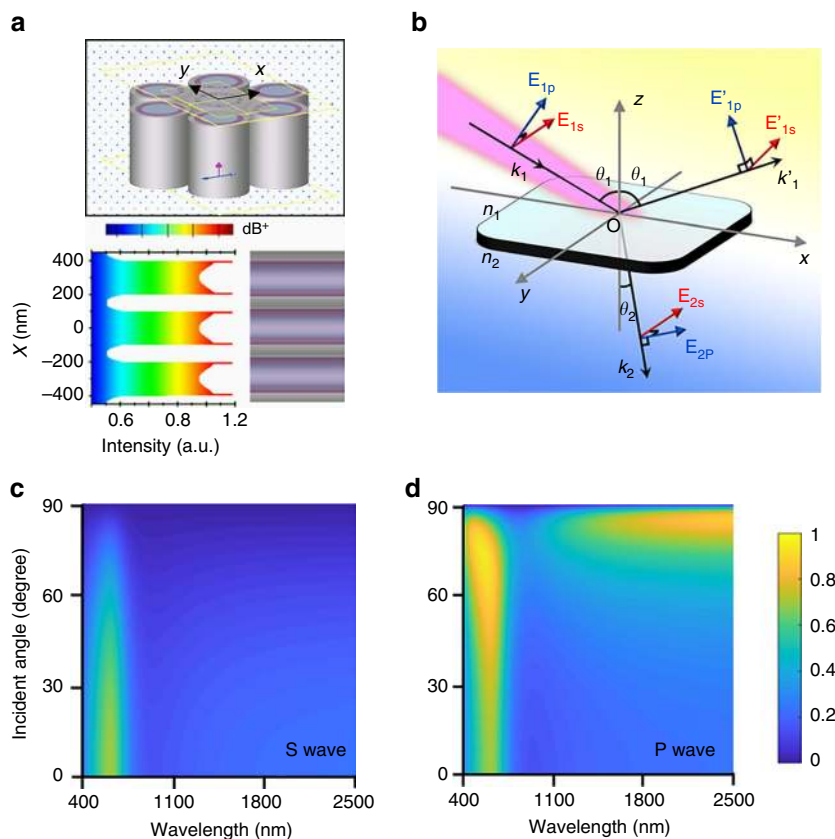 a
y x
dB+
400
200
0
−200
−400
X (nm)
0.6 0.8 1.2
Intensity (a.u.)
b
z
E1p
E1s
E'1p
E'1s
k1
θ1 θ1
k'1
n1
O
n2
x
y
θ2
E2s
E2P
k2
c
90
60
30
0
Incident angle (degree)
S wave
400 1100 1800 2500
Wavelength (nm)
d
90
60
30
0
P wave
400 1100 1800 2500
Wavelength (nm)
1
0.8
0.6
0.4
0.2
0